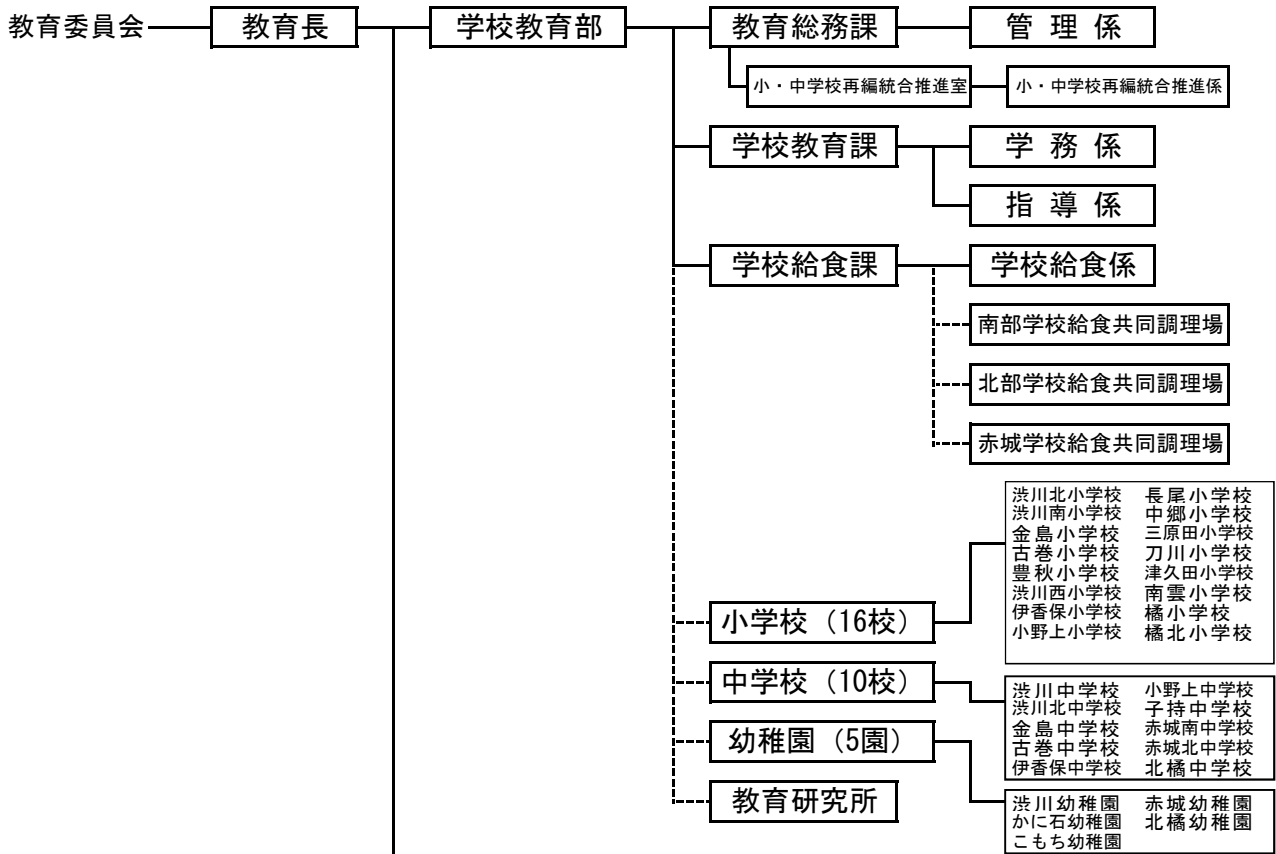 教育委員会 教育長 学校教育部 教育総務課 管理係
小・中学校再編統合推進室 小・中学校再編統合推進係
学校教育課 学務係
指導係
学校給食課 学校給食係
南部学校給食共同調理場
北部学校給食共同調理場
赤城学校給食共同調理場
小学校（16校）
渋川北小学校 長尾小学校
渋川南小学校 中郷小学校
金島小学校 三原田小学校
古巻小学校 刀川小学校
豊秋小学校 津久田小学校
渋川西小学校 南雲小学校
伊香保小学校 橘小学校
小野上小学校 橘北小学校
中学校（10校）
渋川中学校 小野上中学校
渋川北中学校 子持中学校
金島中学校 赤城南中学校
古巻中学校 赤城北中学校
伊香保中学校 北橘中学校
幼稚園（5園）
渋川幼稚園 赤城幼稚園
かに石幼稚園 北橘幼稚園
こもち幼稚園
教育研究所